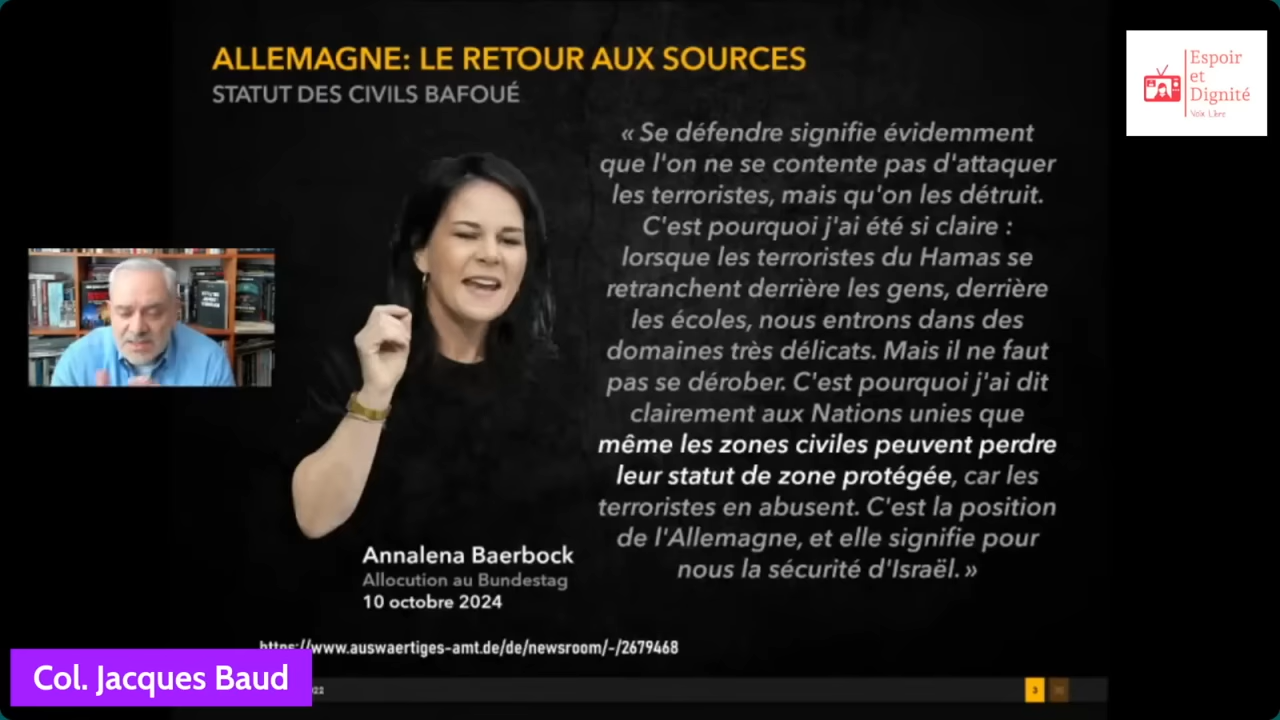 ALLEMAGNE: LE RETOUR AUX SOURCES
STATUT DES CIVILS BAFOUÉ
Espoir
et
Dignité
Voix Libre
« Se défendre signifie évidemment
que l'on ne se contente pas d'attaquer
les terroristes, mais qu'on les détruit.
C'est pourquoi j'ai été si claire :
lorsque les terroristes du Hamas se
retranchent derrière les gens, derrière
les écoles, nous entrons dans des
domaines très délicats. Mais il ne faut
pas se dérober. C'est pourquoi j'ai dit
clairement aux Nations unies que
même les zones civiles peuvent perdre
leur statut de zone protégée, car les
terroristes en abusent. C'est la position
de l'Allemagne, et elle signifie pour
nous la sécurité d'Israël. »
Annalena Baerbock
Allocution au Bundestag
10 octobre 2024
https://www.auswaertiges-amt.de/de/newsroom/-/2679468
Col. Jacques Baud
3